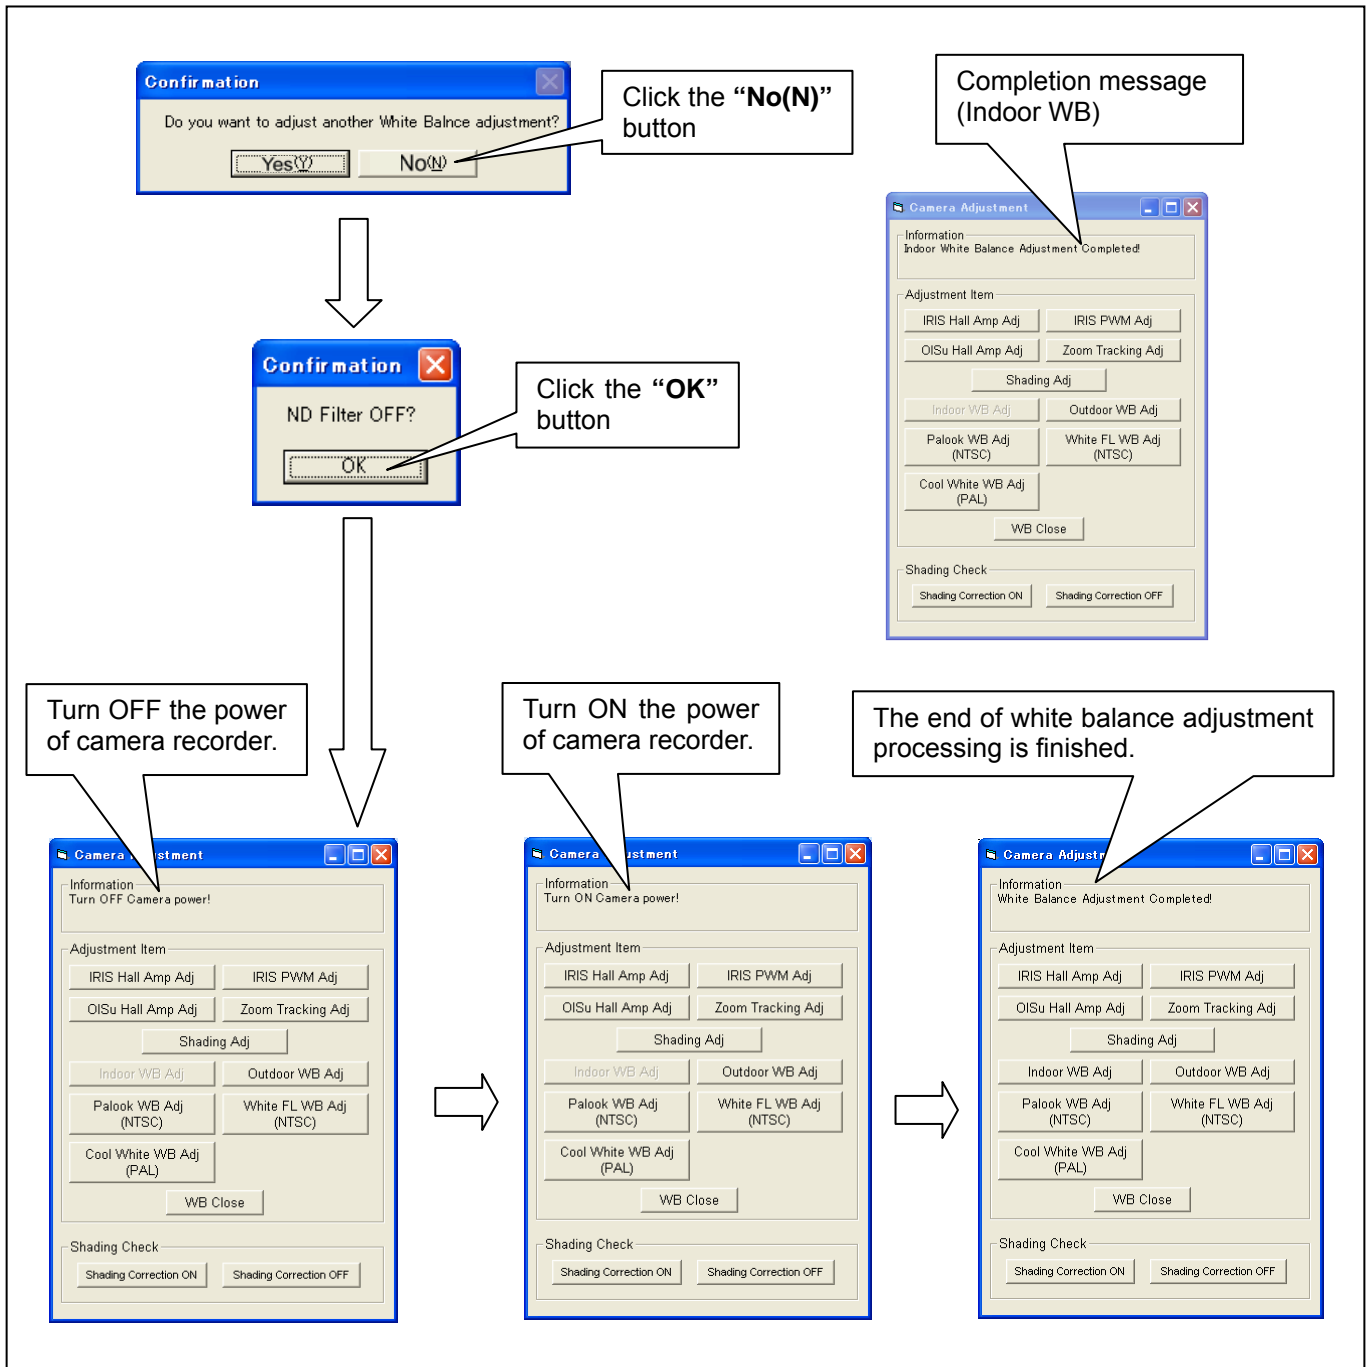 Confirmation
Do you want to adjust another White Balnce adjustment?
Yes(Y) No(N)
Click the “No(N)”
button
Completion message
(Indoor WB)
Camera Adjustment
Information
Indoor White Balance Adjustment Completed!
Adjustment Item
IRIS Hall Amp Adj IRIS PWM Adj
OISu Hall Amp Adj Zoom Tracking Adj
Shading Adj
Indoor WB Adj Outdoor WB Adj
Palook WB Adj White FL WB Adj
(NTSC) (NTSC)
Cool White WB Adj
(PAL)
WB Close
Shading Check
Shading Correction ON Shading Correction OFF
Confirmation
ND Filter OFF?
OK
Click the “OK”
button
Turn OFF the power
of camera recorder.
Camera Adjustment
Information
Turn OFF Camera power!
Adjustment Item
IRIS Hall Amp Adj IRIS PWM Adj
OISu Hall Amp Adj Zoom Tracking Adj
Shading Adj
Indoor WB Adj Outdoor WB Adj
Palook WB Adj White FL WB Adj
(NTSC) (NTSC)
Cool White WB Adj
(PAL)
WB Close
Shading Check
Shading Correction ON Shading Correction OFF
Turn ON the power
of camera recorder.
Camera Adjustment
Information
Turn ON Camera power!
Adjustment Item
IRIS Hall Amp Adj IRIS PWM Adj
OISu Hall Amp Adj Zoom Tracking Adj
Shading Adj
Indoor WB Adj Outdoor WB Adj
Palook WB Adj White FL WB Adj
(NTSC) (NTSC)
Cool White WB Adj
(PAL)
WB Close
Shading Check
Shading Correction ON Shading Correction OFF
The end of white balance adjustment
processing is finished.
Camera Adjustment
Information
White Balance Adjustment Completed!
Adjustment Item
IRIS Hall Amp Adj IRIS PWM Adj
OISu Hall Amp Adj Zoom Tracking Adj
Shading Adj
Indoor WB Adj Outdoor WB Adj
Palook WB Adj White FL WB Adj
(NTSC) (NTSC)
Cool White WB Adj
(PAL)
WB Close
Shading Check
Shading Correction ON Shading Correction OFF